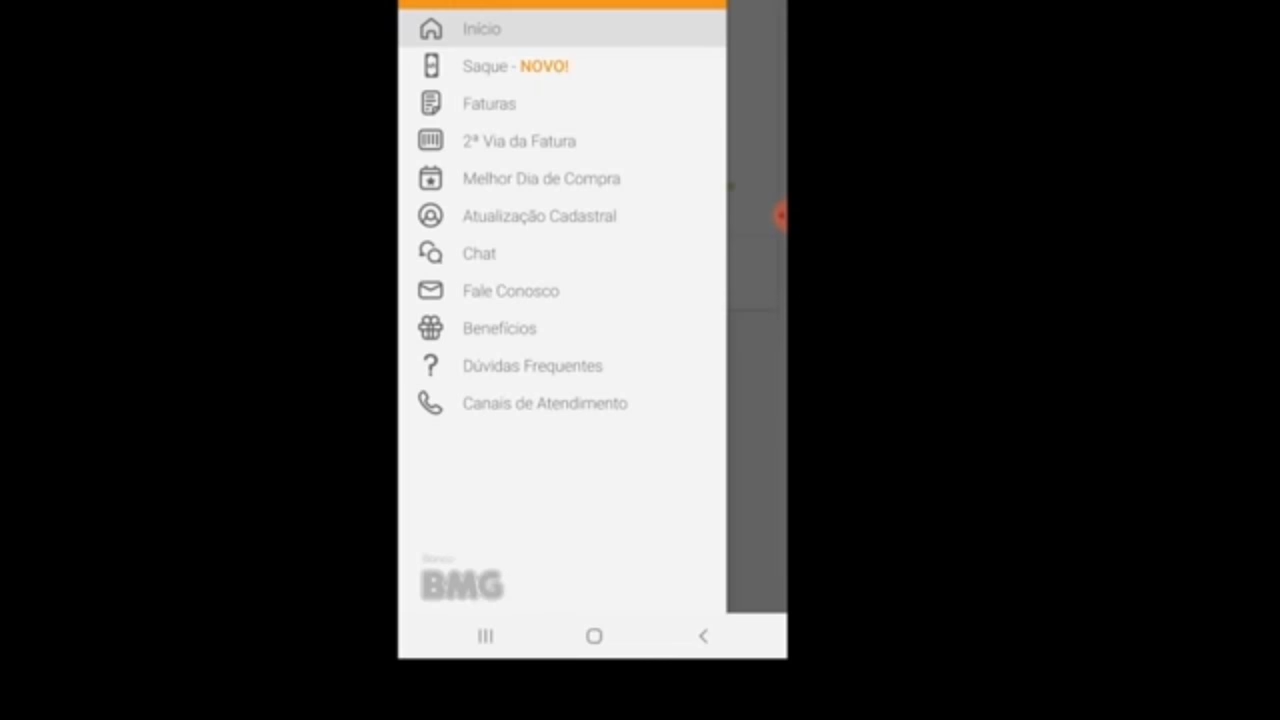 Início
Saque - NOVO!
Faturas
2ª Via da Fatura
Melhor Dia de Compra
Atualização Cadastral
Chat
Fale Conosco
Benefícios
Dúvidas Frequentes
Canais de Atendimento
Banco
BMG